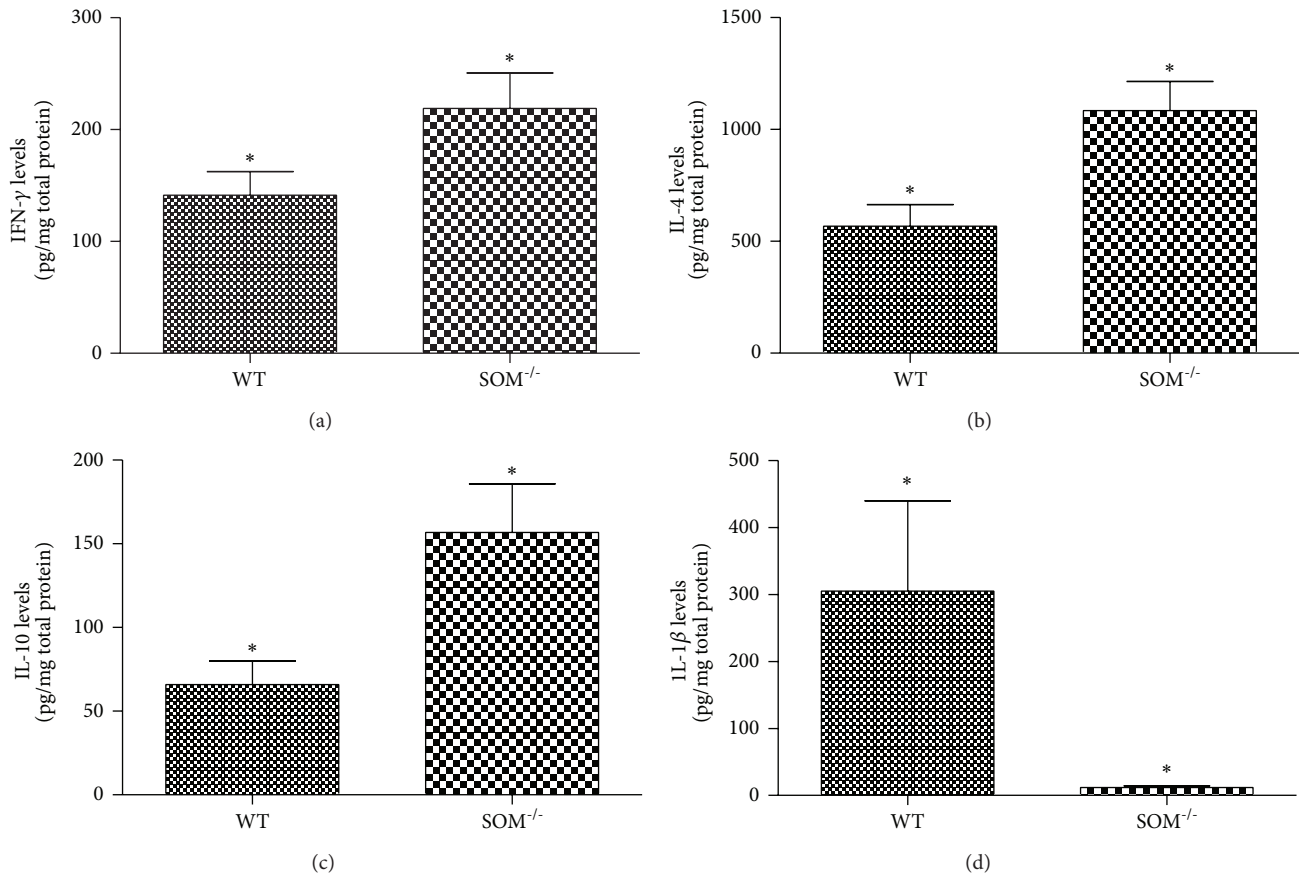 300
200
100
0
IFN-γ levels
(pg/mg total protein)
*
*
WT
SOM-/-
(a)
1500
1000
500
0
IL-4 levels
(pg/mg total protein)
*
*
WT
SOM-/-
(b)
200
150
100
50
0
IL-10 levels
(pg/mg total protein)
*
*
WT
SOM-/-
(c)
500
400
300
200
100
0
1L-1β levels
(pg/mg total protein)
*
*
WT
SOM-/-
(d)